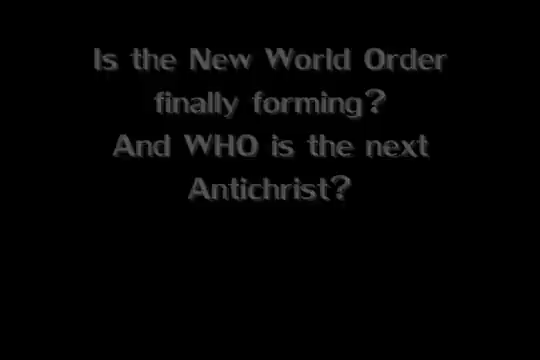 Is the New World Order
finally forming?
And WHO is the next
Antichrist?